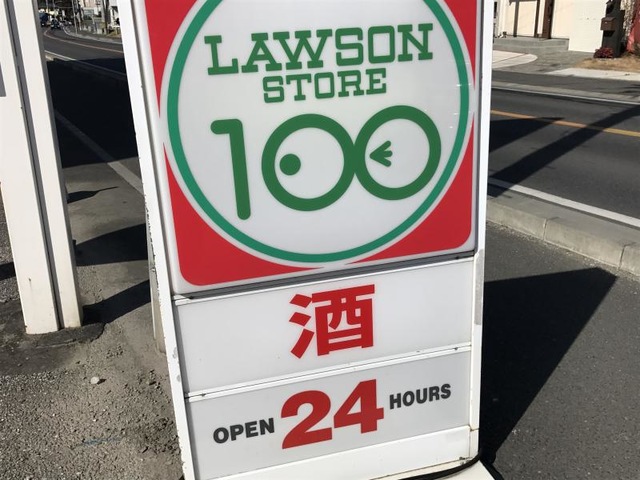 LAWSON
STORE
100
酒
OPEN 24 HOURS